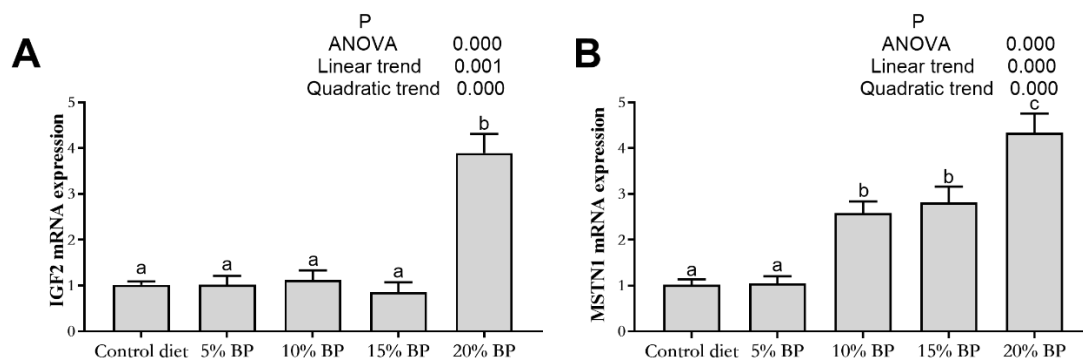 A
P
ANOVA 0.000
Linear trend 0.001
Quadratic trend 0.000
IGF2 mRNA expression
5
4
3
2
1
0
a
a
a
a
b
Control diet 5% BP 10% BP 15% BP 20% BP
B
P
ANOVA 0.000
Linear trend 0.000
Quadratic trend 0.000
MSTN1 mRNA expression
5
4
3
2
1
0
a
a
b
b
c
Control diet 5% BP 10% BP 15% BP 20% BP